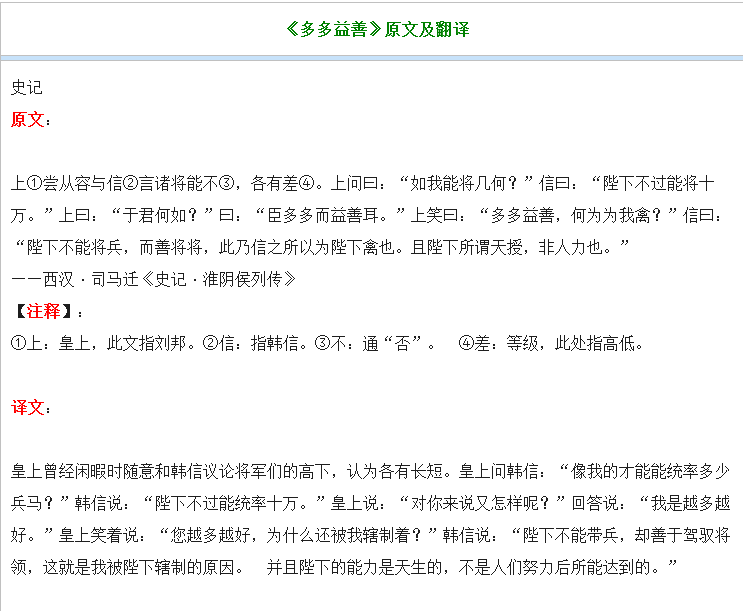 《多多益善》原文及翻译
史记
原文：
上①尝从容与信②言诸将能不③，各有差④。上问曰：“如我能将几何？”信曰：“陛下不过能将十
万。”上曰：“于君何如？”曰：“臣多多而益善耳。”上笑曰：“多多益善，何为为我禽？”信曰：
“陛下不能将兵，而善将将，此乃信之所以为陛下禽也。且陛下所谓天授，非人力也。”
——西汉·司马迁《史记·淮阴侯列传》
【注释】：
①上：皇上，此文指刘邦。②信：指韩信。③不：通“否”。 ④差：等级，此处指高低。
译文：
皇上曾经闲暇时随意和韩信议论将军们的高下，认为各有长短。皇上问韩信：“像我的才能能统率多少
兵马？”韩信说：“陛下不过能统率十万。”皇上说：“对你来说又怎样呢？”回答说：“我是越多越
好。”皇上笑着说：“您越多越好，为什么还被我辖制着？”韩信说：“陛下不能带兵，却善于驾驭将
领，这就是我被陛下辖制的原因。 并且陛下的能力是天生的，不是人们努力后所能达到的。”